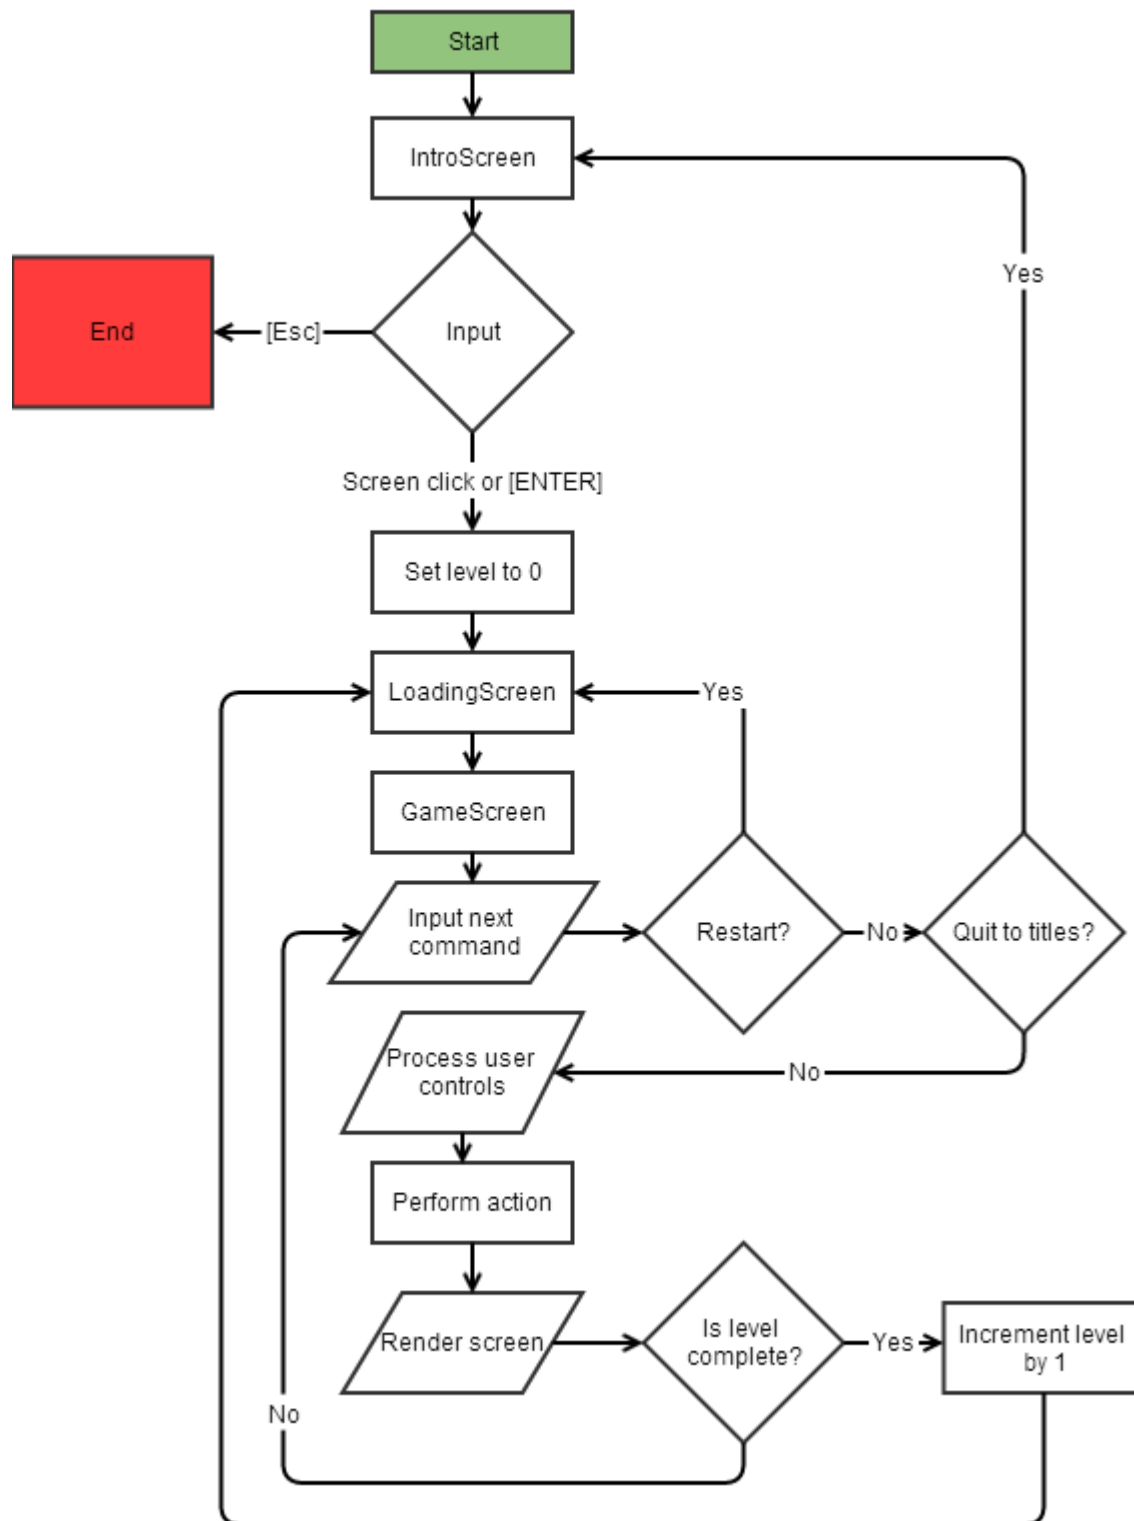 Start
IntroScreen
Yes
End
[Esc]
Input
Screen click or [ENTER]
Set level to 0
LoadingScreen
Yes
GameScreen
Input next
command
Restart?
No
Quit to titles?
Process user
controls
No
Perform action
Render screen
Is level
complete?
Yes
Increment level
by 1
No